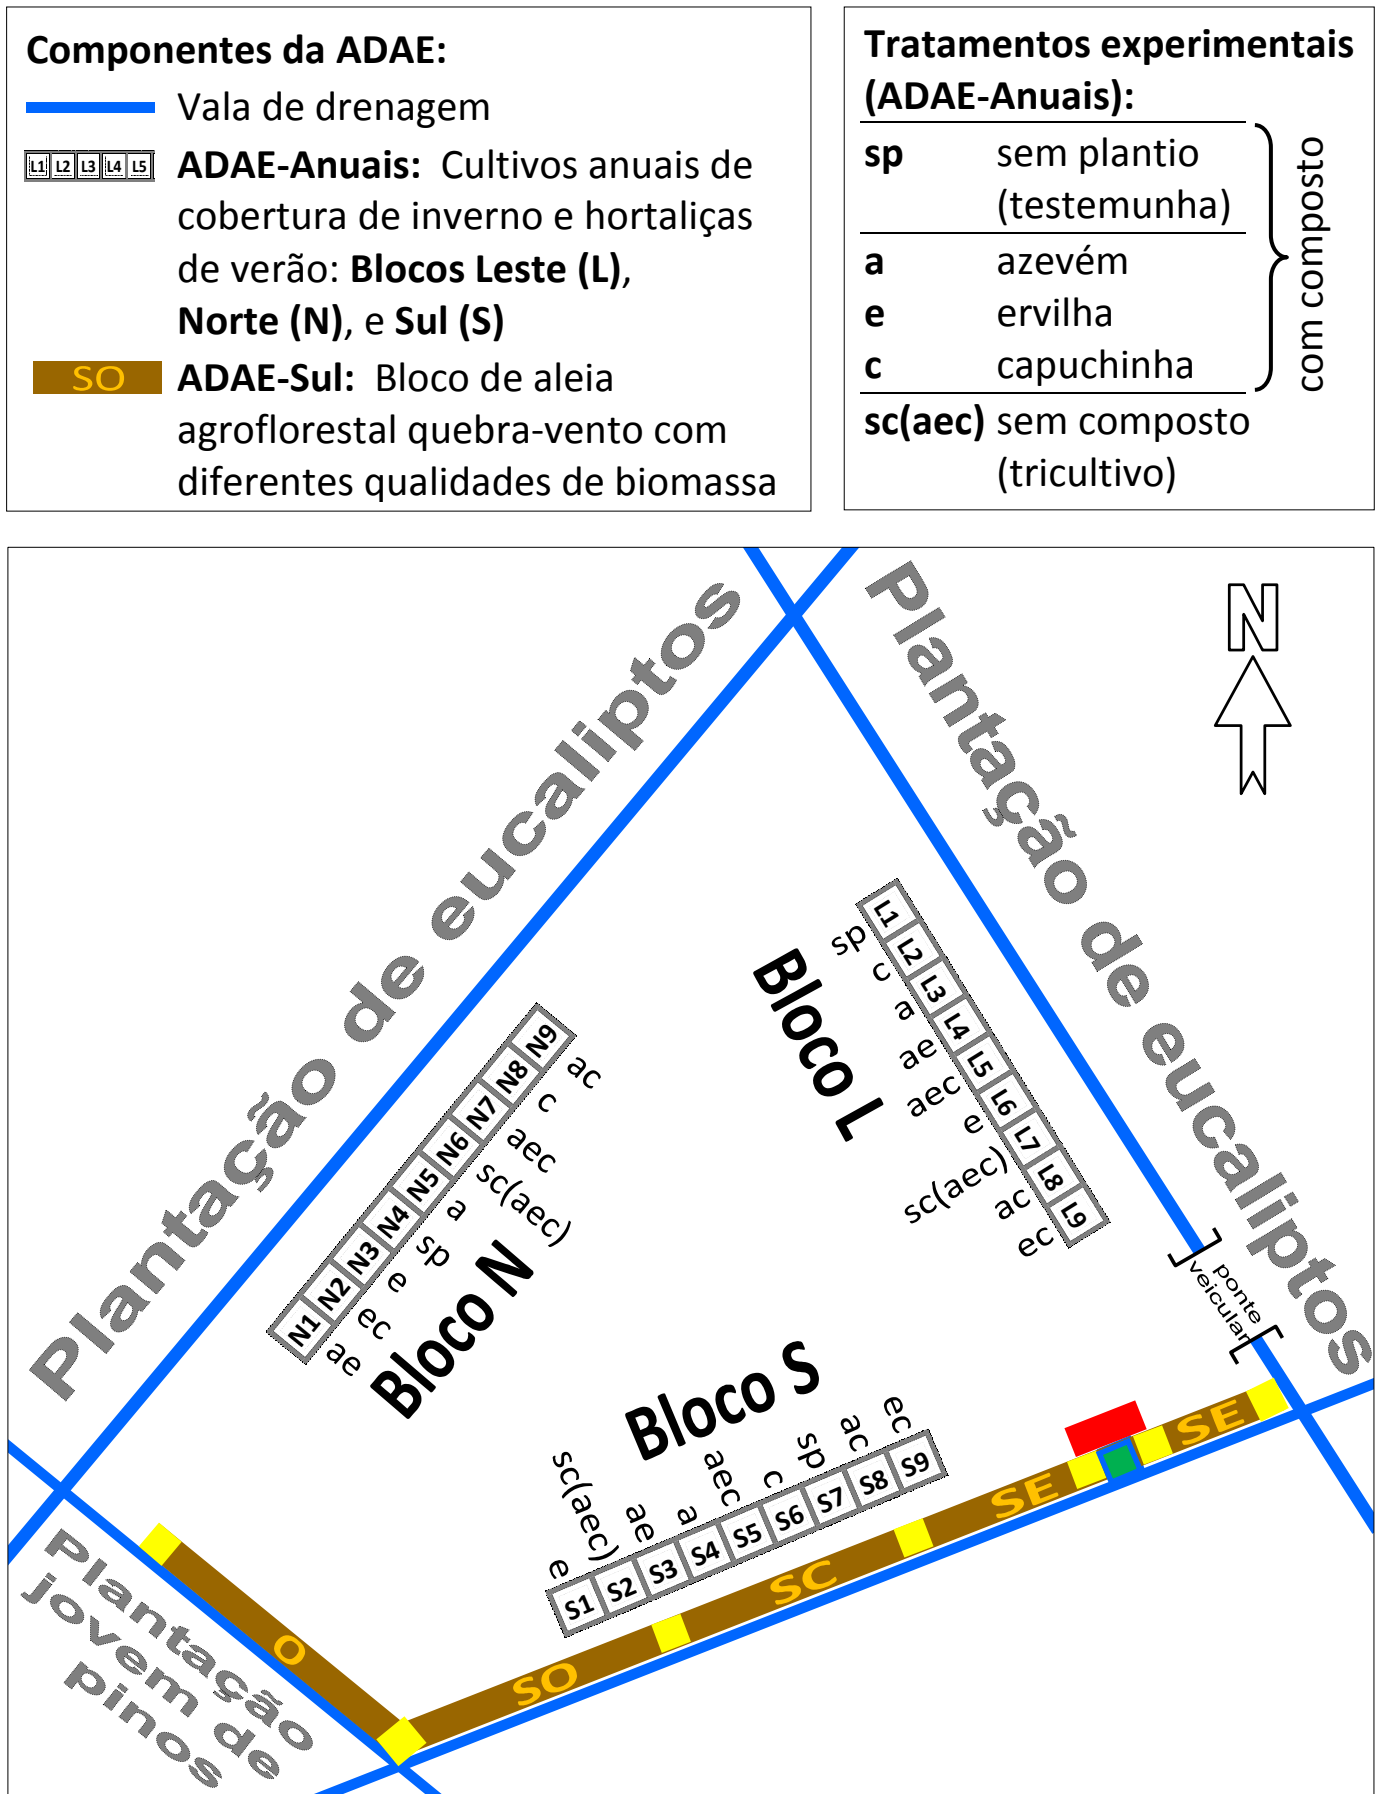 Componentes da ADAE:
Vala de drenagem
L1 L2 L3 L4 L5
ADAE-Anuais: Cultivos anuais de
cobertura de inverno e hortaliças
de verão: Blocos Leste (L),
Norte (N), e Sul (S)
SO
ADAE-Sul: Bloco de aleia
agroflorestal quebra-vento com
diferentes qualidades de biomassa
Tratamentos experimentais
(ADAE-Anuais):
sp sem plantio
(testemunha)
a azevém
e ervilha
c capuchinha
com composto
sc(aec) sem composto
(tricultivo)
Plantação de eucaliptos
Plantação de eucaliptos
N
L1
L2
L3
L4
L5
L6
L7
L8
L9
sp
c
a
ae
aec
e
sc(aec)
ac
ec
Bloco L
N9
N8
N7
N6
N5
N4
N3
N2
N1
ac
c
aec
sc(aec)
a
sp
e
ec
ae
Bloco N
ponte
veicular
Bloco S
e
sc(aec)
ae
a
aec
c
sp
ac
ec
S1
S2
S3
S4
S5
S6
S7
S8
S9
SE
SE
SC
SO
O
Plantação
jovem de
pinos